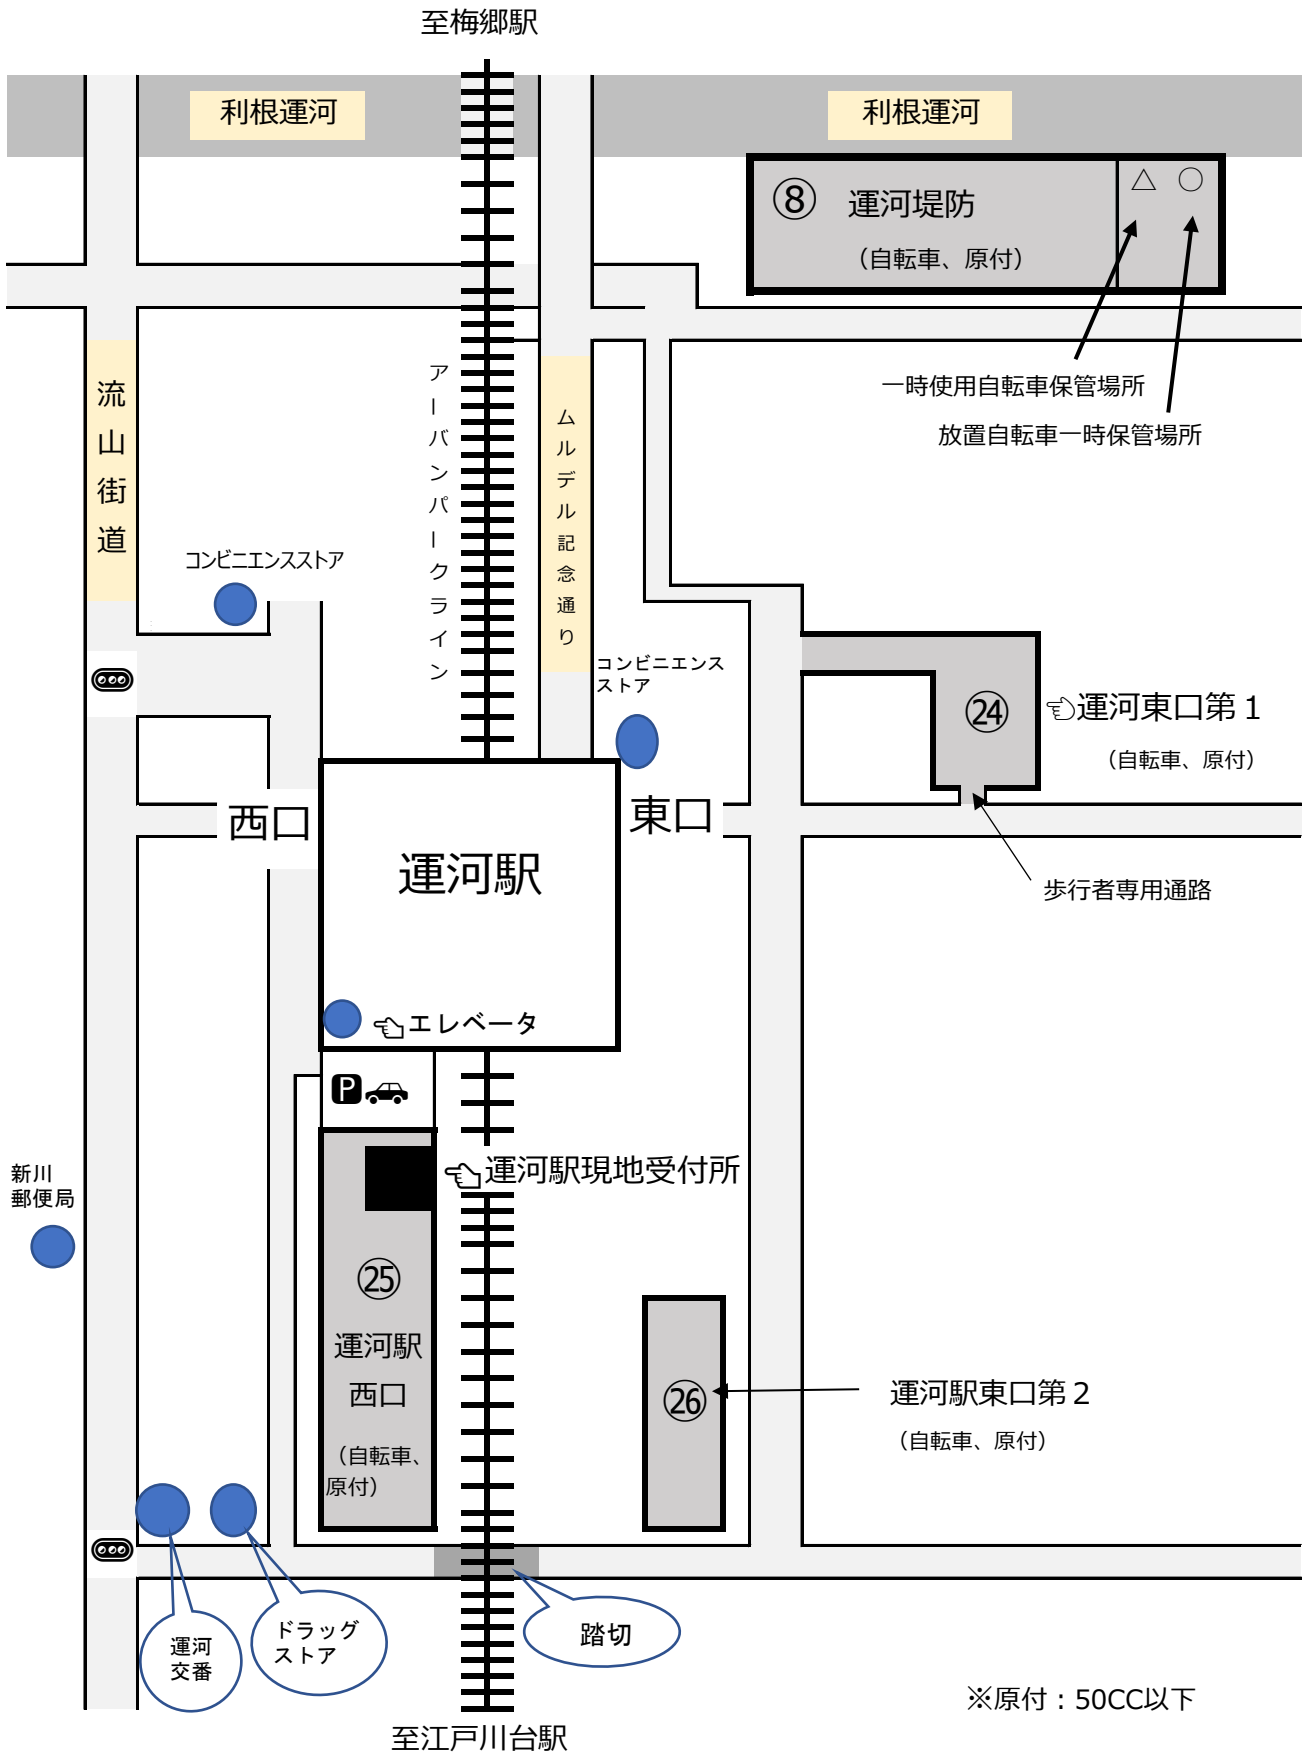 至梅郷駅
利根運河
利根運河
⑧ 運河堤防
（自転車、原付）
△ ○
一時使用自転車保管場所
放置自転車一時保管場所
流山街道
アーバンパークライン
ムルデル記念通り
コンビニエンスストア
コンビニエンス
ストア
㉔
運河東口第１
（自転車、原付）
西口
東口
運河駅
歩行者専用通路
エレベータ
P
運河駅現地受付所
新川
郵便局
㉕
運河駅
西口
（自転車、
原付）
㉖
運河駅東口第２
（自転車、原付）
運河
交番
ドラッグ
ストア
踏切
※原付：50CC以下
至江戸川台駅